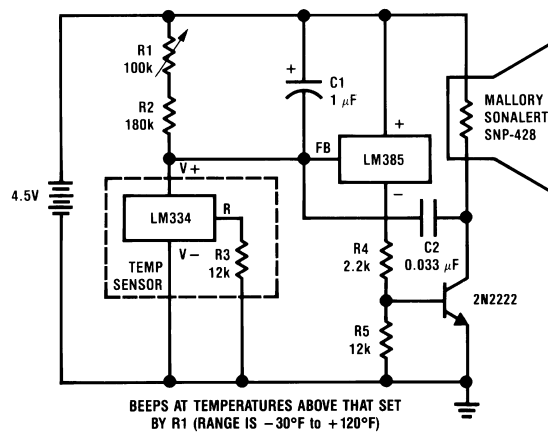 R1
100k
R2
180k
+
C1
1 μF
+
MALLORY
SONALERT
SNP-428
FB
LM385
V+
4.5V
−
LM334
R
C2
0.033 μF
V−
R3
12k
TEMP
SENSOR
R4
2.2k
2N2222
R5
12k
BEEPS AT TEMPERATURES ABOVE THAT SET
BY R1 (RANGE IS −30°F to +120°F)